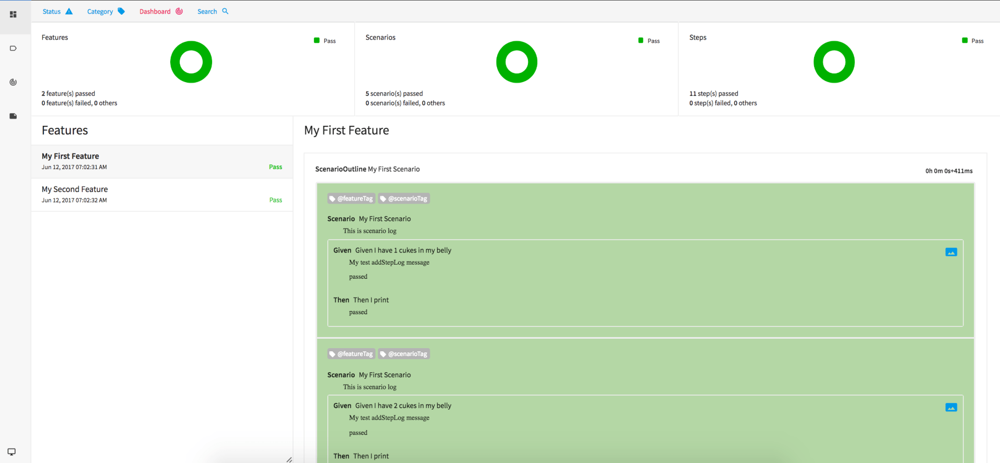 Status Category Dashboard Search
Features
Pass
2 feature(s) passed
0 feature(s) failed, 0 others
Scenarios
Pass
5 scenario(s) passed
0 scenario(s) failed, 0 others
Steps
Pass
11 step(s) passed
0 step(s) failed, 0 others
Features
My First Feature
Jun 12, 2017 07:02:31 AM
Pass
My Second Feature
Jun 12, 2017 07:02:32 AM
Pass
My First Feature
ScenarioOutline My First Scenario
0h 0m 0s+411ms
@featureTag @scenarioTag
Scenario My First Scenario
This is scenario log
Given Given I have 1 cukes in my belly
My test addStepLog message
passed
Then Then I print
passed
@featureTag @scenarioTag
Scenario My First Scenario
This is scenario log
Given Given I have 2 cukes in my belly
My test addStepLog message
passed
Then Then I print